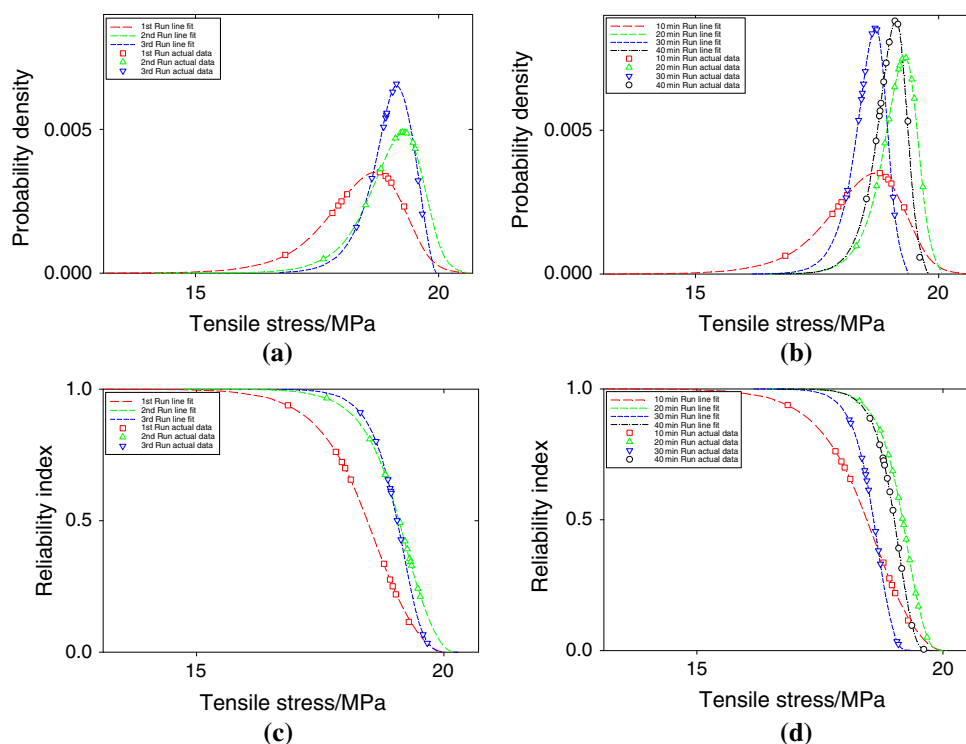 1st Run line fit
2nd Run line fit
3rd Run line fit
1st Run actual data
2nd Run actual data
3rd Run actual data
Probability density
0.005
0.000
15
20
Tensile stress/MPa
(a)
10 min Run line fit
20 min Run line fit
30 min Run line fit
40 min Run line fit
10 min Run actual data
20 min Run actual data
30 min Run actual data
40 min Run actual data
Probability density
0.005
0.000
15
20
Tensile stress/MPa
(b)
1st Run line fit
2nd Run line fit
3rd Run line fit
1st Run actual data
2nd Run actual data
3rd Run actual data
Reliability index
1.0
0.5
0.0
15
20
Tensile stress/MPa
(c)
10 min Run line fit
20 min Run line fit
30 min Run line fit
40 min Run line fit
10 min Run actual data
20 min Run actual data
30 min Run actual data
40 min Run actual data
Reliability index
1.0
0.5
0.0
15
20
Tensile stress/MPa
(d)